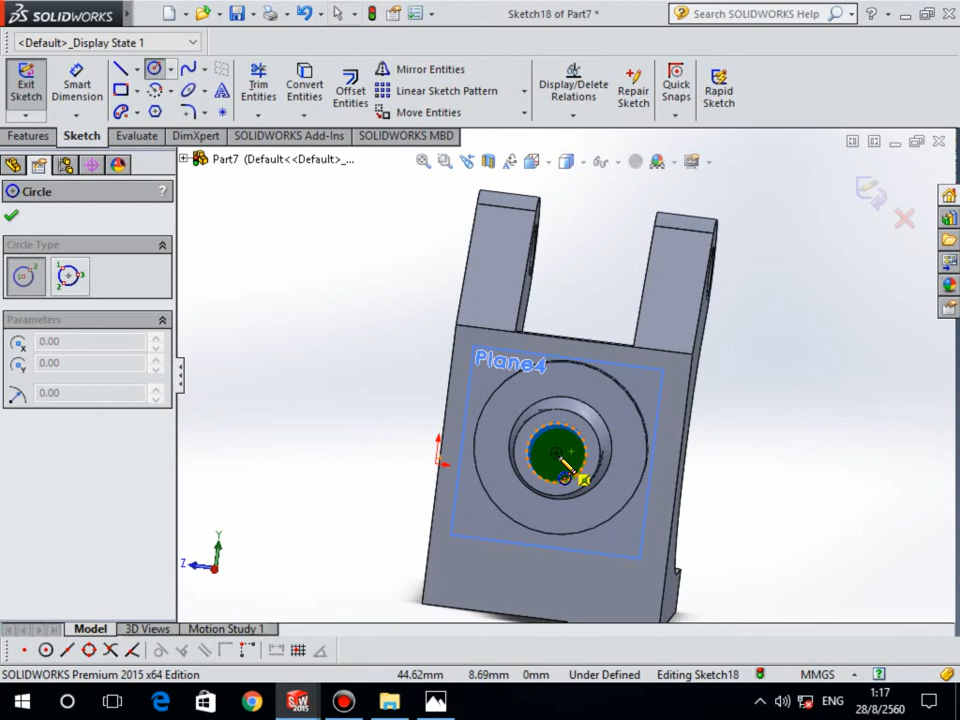 SOLIDWORKS
Sketch18 of Part7 *
Search SOLIDWORKS Help
<Default>_Display State 1
Exit Sketch
Smart Dimension
Trim Entities
Convert Entities
Offset Entities
Mirror Entities
Linear Sketch Pattern
Move Entities
Display/Delete Relations
Repair Sketch
Quick Snaps
Rapid Sketch
Features
Sketch
Evaluate
DimXpert
SOLIDWORKS Add-Ins
SOLIDWORKS MBD
Part7 (Default<<Default>_...
Circle
?
Circle Type
Parameters
0.00
0.00
0.00
Plane4
Y
Z
Model
3D Views
Motion Study 1
SOLIDWORKS Premium 2015 x64 Edition
44.62mm
8.69mm
0mm
Under Defined
Editing Sketch18
MMGS
ENG
1:17
28/8/2560